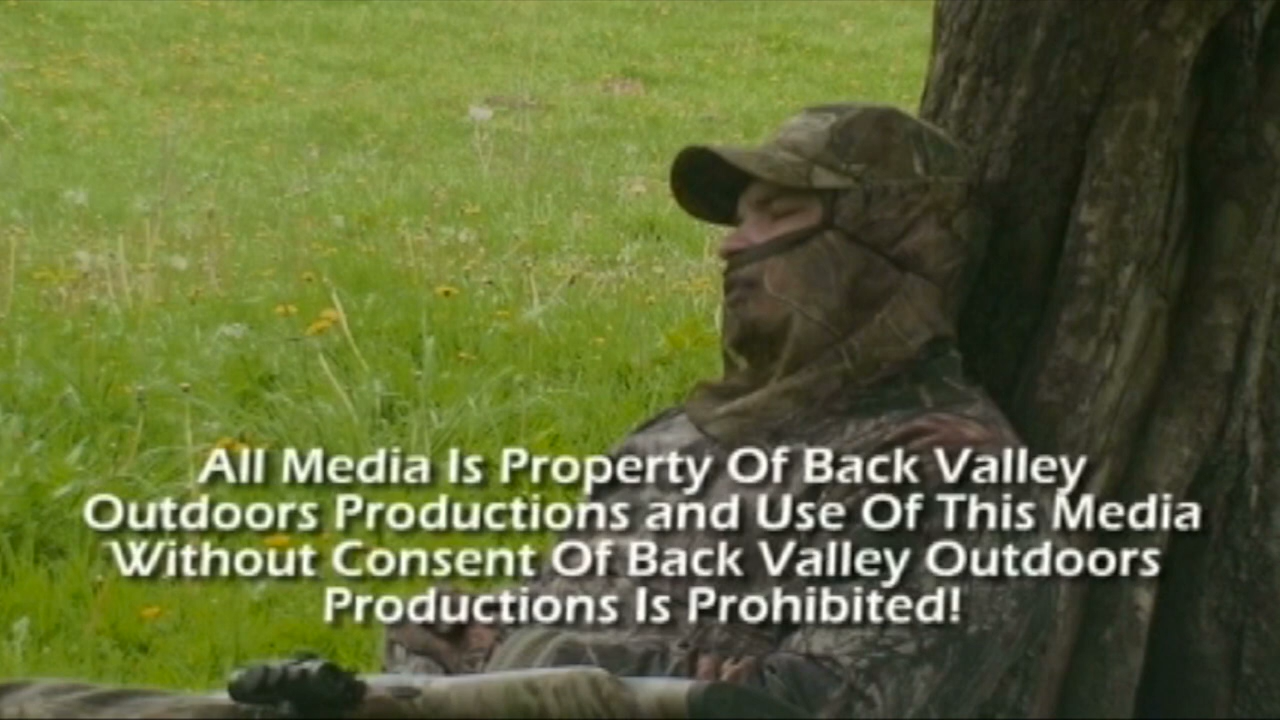 All Media Is Property Of Back Valley
Outdoors Productions and Use Of This Media
Without Consent Of Back Valley Outdoors
Productions Is Prohibited!